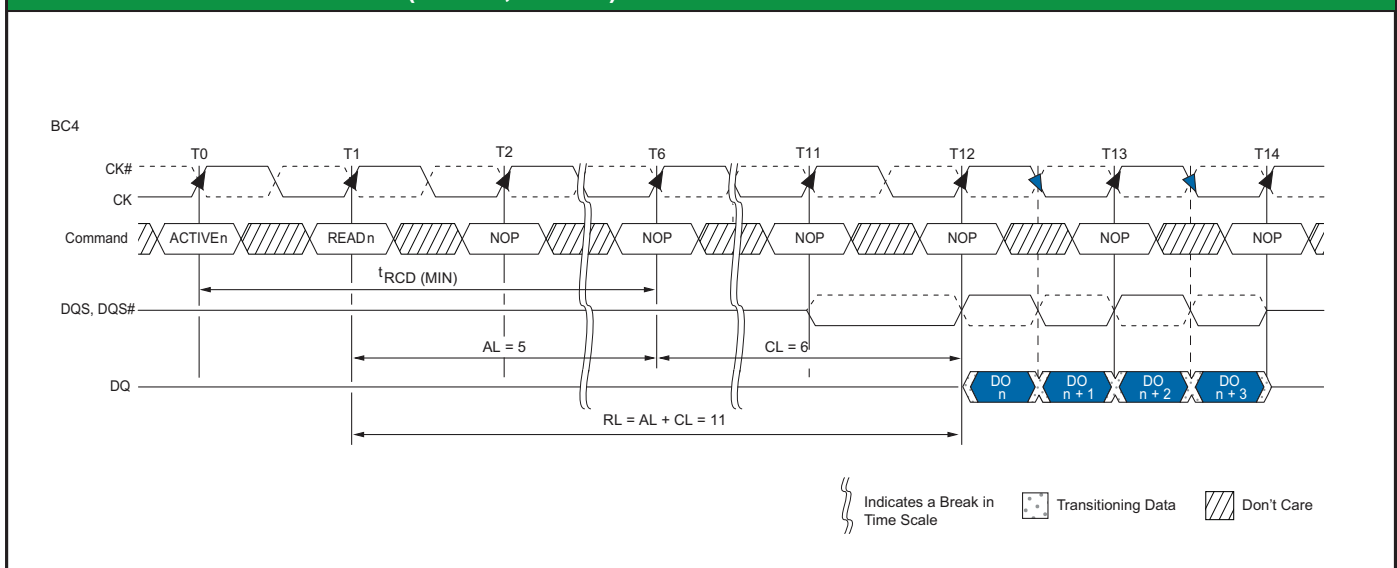 BC4
T0 T1 T2 T6 T11 T12 T13 T14
CK#
CK
Command ACTIVE n READ n NOP NOP NOP NOP NOP NOP
tRCD (MIN)
DQS, DQS#
AL = 5 CL = 6
DQ DO n DO n + 1 DO n + 2 DO n + 3
RL = AL + CL = 11
Indicates a Break in
Time Scale
Transitioning Data
Don't Care